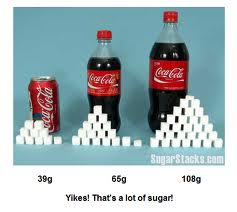 Coca-Cola
Coca-Cola
Coca-Cola
SugarStacks.com
39g
65g
108g
Yikes! That's a lot of sugar!